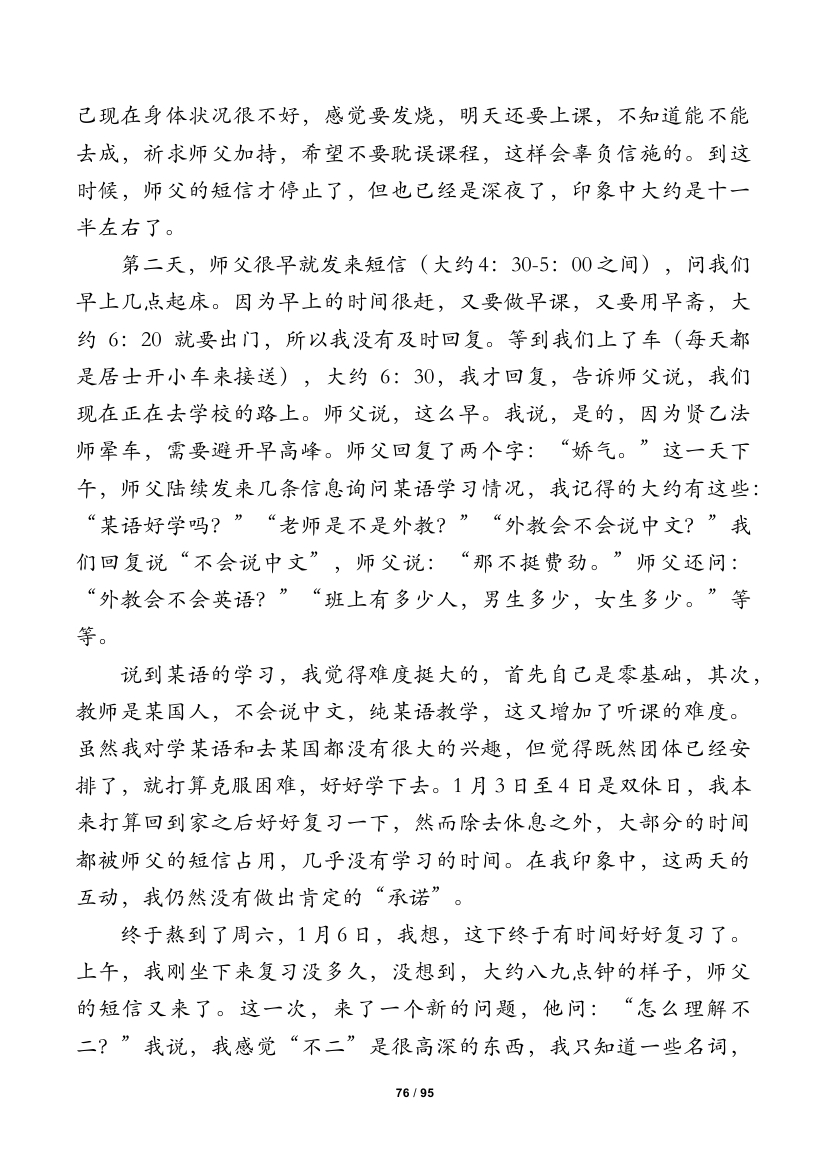 己现在身体状况很不好，感觉要发烧，明天还要上课，不知道能不能
去成，祈求师父加持，希望不要耽误课程，这样会辜负信施的。到这
时候，师父的短信才停止了，但也已经是深夜了，印象中大约是十一
半左右了。
第二天，师父很早就发来短信（大约 4：30-5：00 之间），问我们
早上几点起床。因为早上的时间很赶，又要做早课，又要用早斋，大
约 6：20 就要出门，所以我没有及时回复。等到我们上了车（每天都
是居士开小车来接送），大约 6：30，我才回复，告诉师父说，我们
现在正在去学校的路上。师父说，这么早。我说，是的，因为贤乙法
师晕车，需要避开早高峰。师父回复了两个字：“娇气。”这一天下
午，师父陆续发来几条信息询问某语学习情况，我记得的大约有这些：
“某语好学吗？”“老师是不是外教？”“外教会不会说中文？”我
们回复说“不会说中文”，师父说：“那不挺费劲。”师父还问：
“外教会不会英语？”“班上有多少人，男生多少，女生多少。”等
等。
说到某语的学习，我觉得难度挺大的，首先自己是零基础，其次，
教师是某国人，不会说中文，纯某语教学，这又增加了听课的难度。
虽然我对学某语和去某国都没有很大的兴趣，但觉得既然团体已经安
排了，就打算克服困难，好好学下去。1 月 3 日至 4 日是双休日，我本
来打算回到家之后好好复习一下，然而除去休息之外，大部分的时间
都被师父的短信占用，几乎没有学习的时间。在我印象中，这两天的
互动，我仍然没有做出肯定的“承诺”。
终于熬到了周六，1 月 6 日，我想，这下终于有时间好好复习了。
上午，我刚坐下来复习没多久，没想到，大约八九点钟的样子，师父
的短信又来了。这一次，来了一个新的问题，他问：“怎么理解不
二？”我说，我感觉“不二”是很高深的东西，我只知道一些名词，
76 / 95